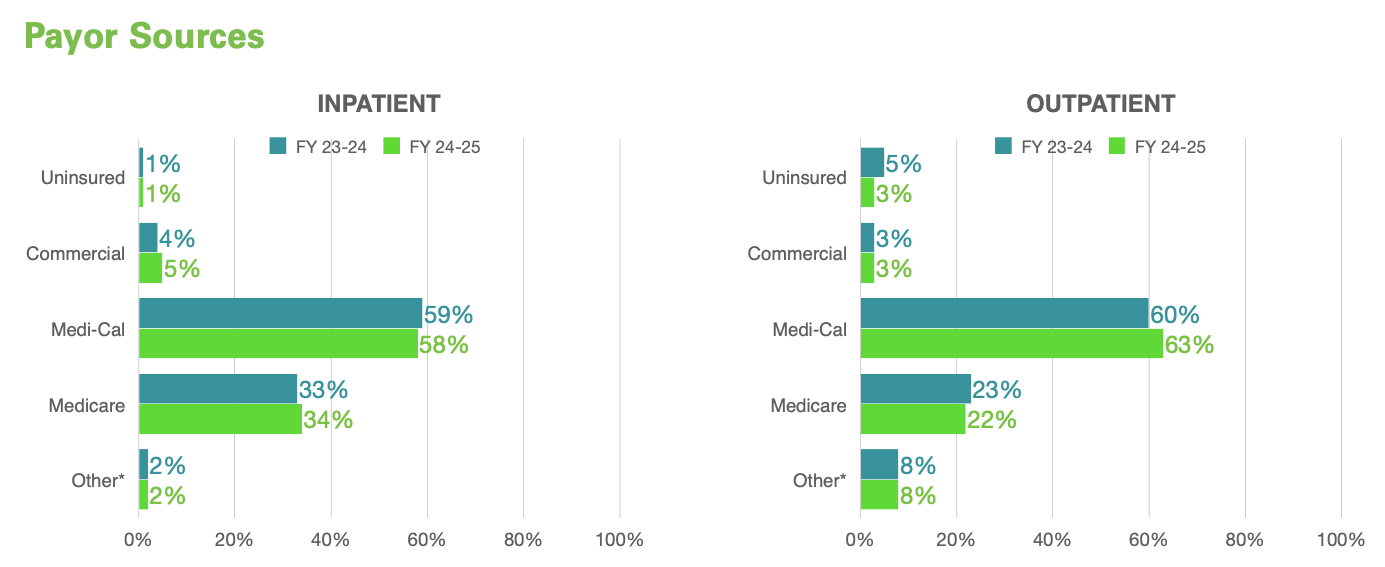 Payor Sources
INPATIENT
FY 23-24 FY 24-25
Uninsured 1%
1%
Commercial 4%
5%
Medi-Cal 59%
58%
Medicare 33%
34%
Other* 2%
2%
0% 20% 40% 60% 80% 100%
OUTPATIENT
FY 23-24 FY 24-25
Uninsured 5%
3%
Commercial 3%
3%
Medi-Cal 60%
63%
Medicare 23%
22%
Other* 8%
8%
0% 20% 40% 60% 80% 100%